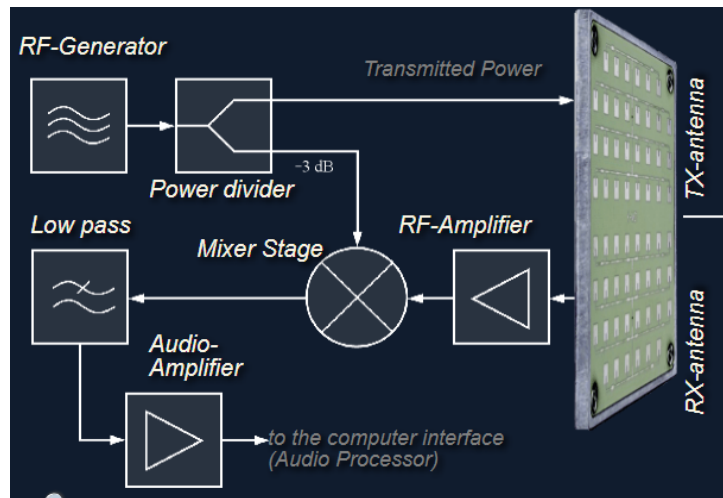 RF-Generator
Transmitted Power
TX-antenna
−3 dB
Power divider
Low pass
Mixer Stage
RF-Amplifier
RX-antenna
Audio-
Amplifier
to the computer interface
(Audio Processor)